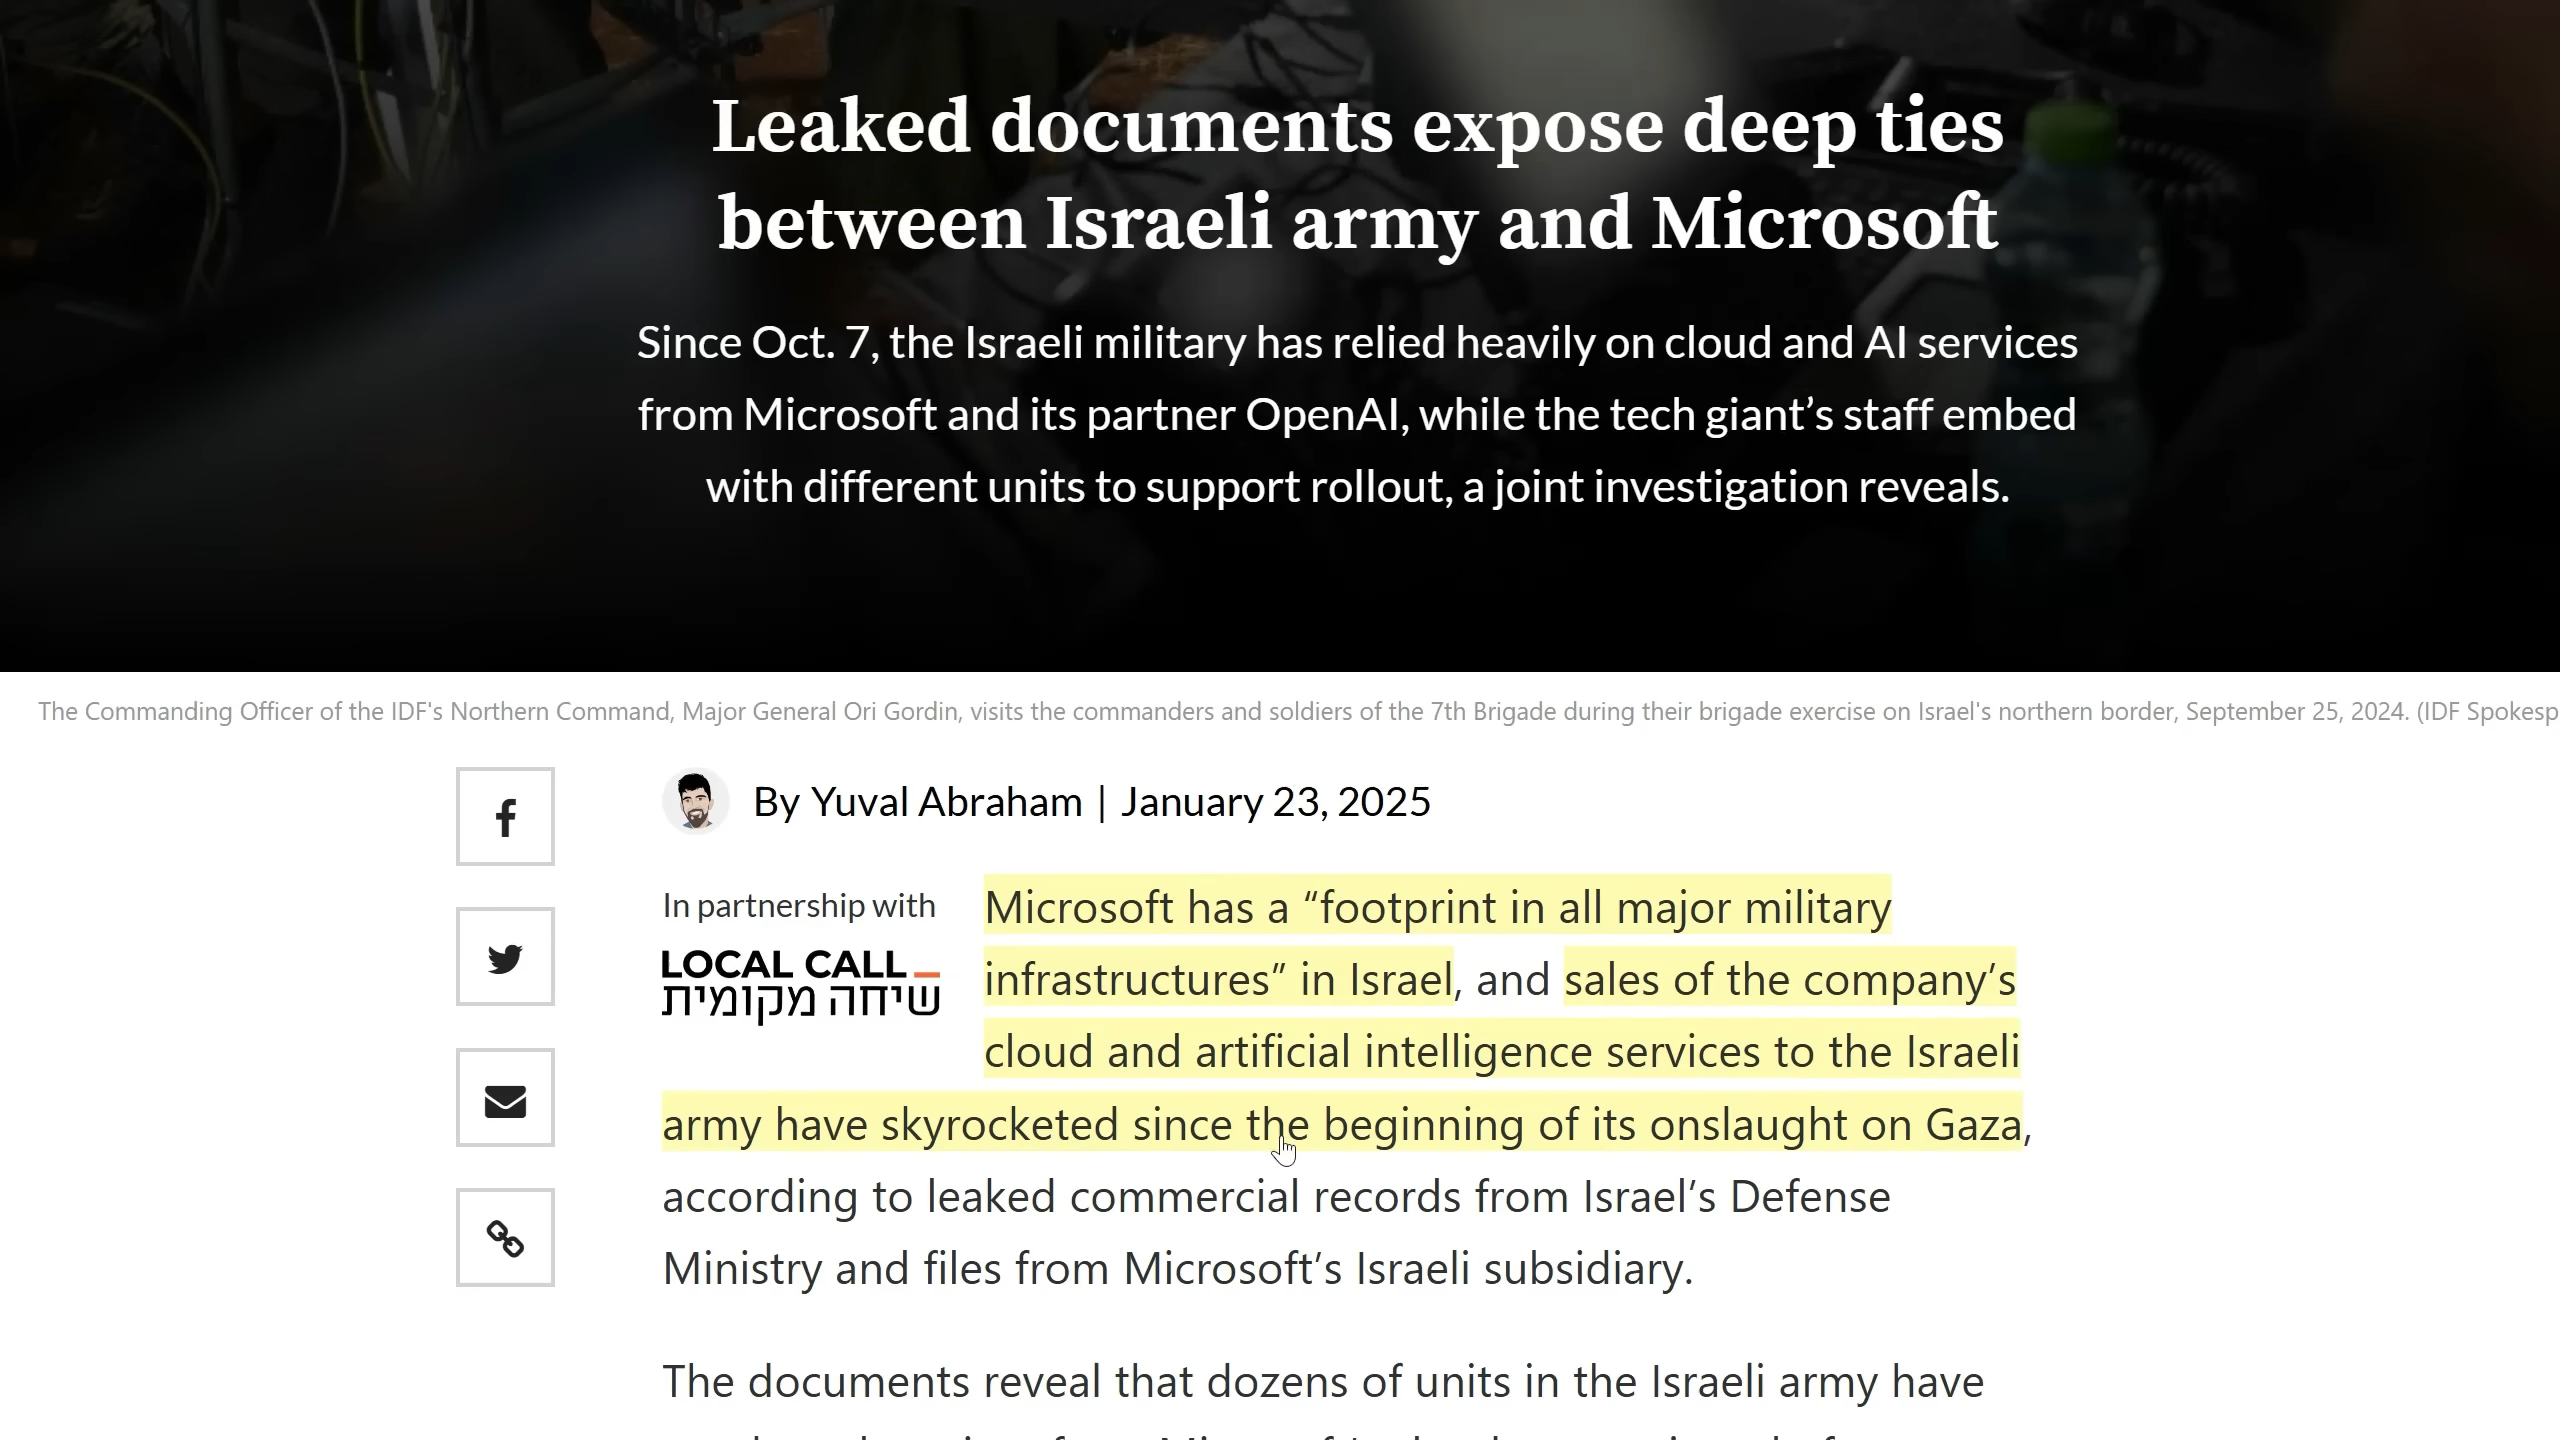 Leaked documents expose deep ties
between Israeli army and Microsoft
Since Oct. 7, the Israeli military has relied heavily on cloud and AI services
from Microsoft and its partner OpenAI, while the tech giant’s staff embed
with different units to support rollout, a joint investigation reveals.
The Commanding Officer of the IDF's Northern Command, Major General Ori Gordin, visits the commanders and soldiers of the 7th Brigade during their brigade exercise on Israel's northern border, September 25, 2024. (IDF Spokesp
By Yuval Abraham | January 23, 2025
In partnership with
LOCAL CALL_
שיחה מקומית
Microsoft has a “footprint in all major military
infrastructures” in Israel, and sales of the company’s
cloud and artificial intelligence services to the Israeli
army have skyrocketed since the beginning of its onslaught on Gaza,
according to leaked commercial records from Israel’s Defense
Ministry and files from Microsoft’s Israeli subsidiary.
The documents reveal that dozens of units in the Israeli army have